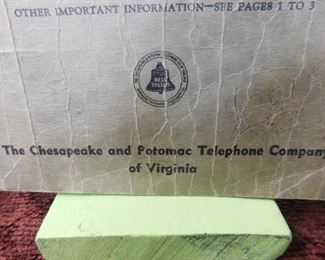 OTHER IMPORTANT INFORMATION—SEE PAGES 1 TO 3
BELL
SYSTEM
The Chesapeake and Potomac Telephone Company
of Virginia